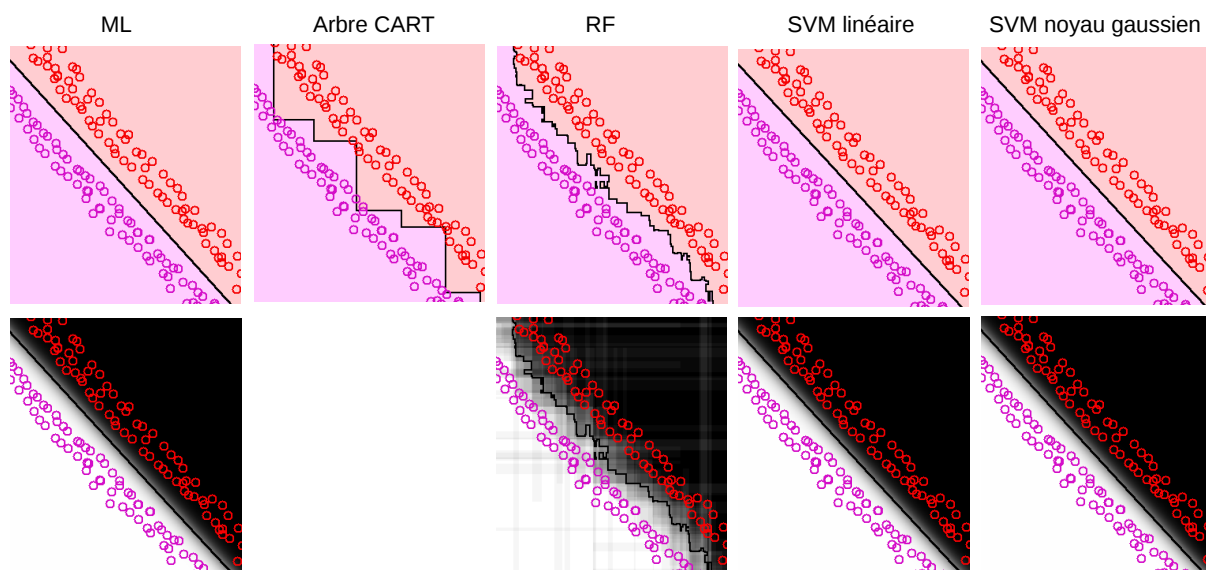 ML
Arbre CART
RF
SVM linéaire
SVM noyau gaussien